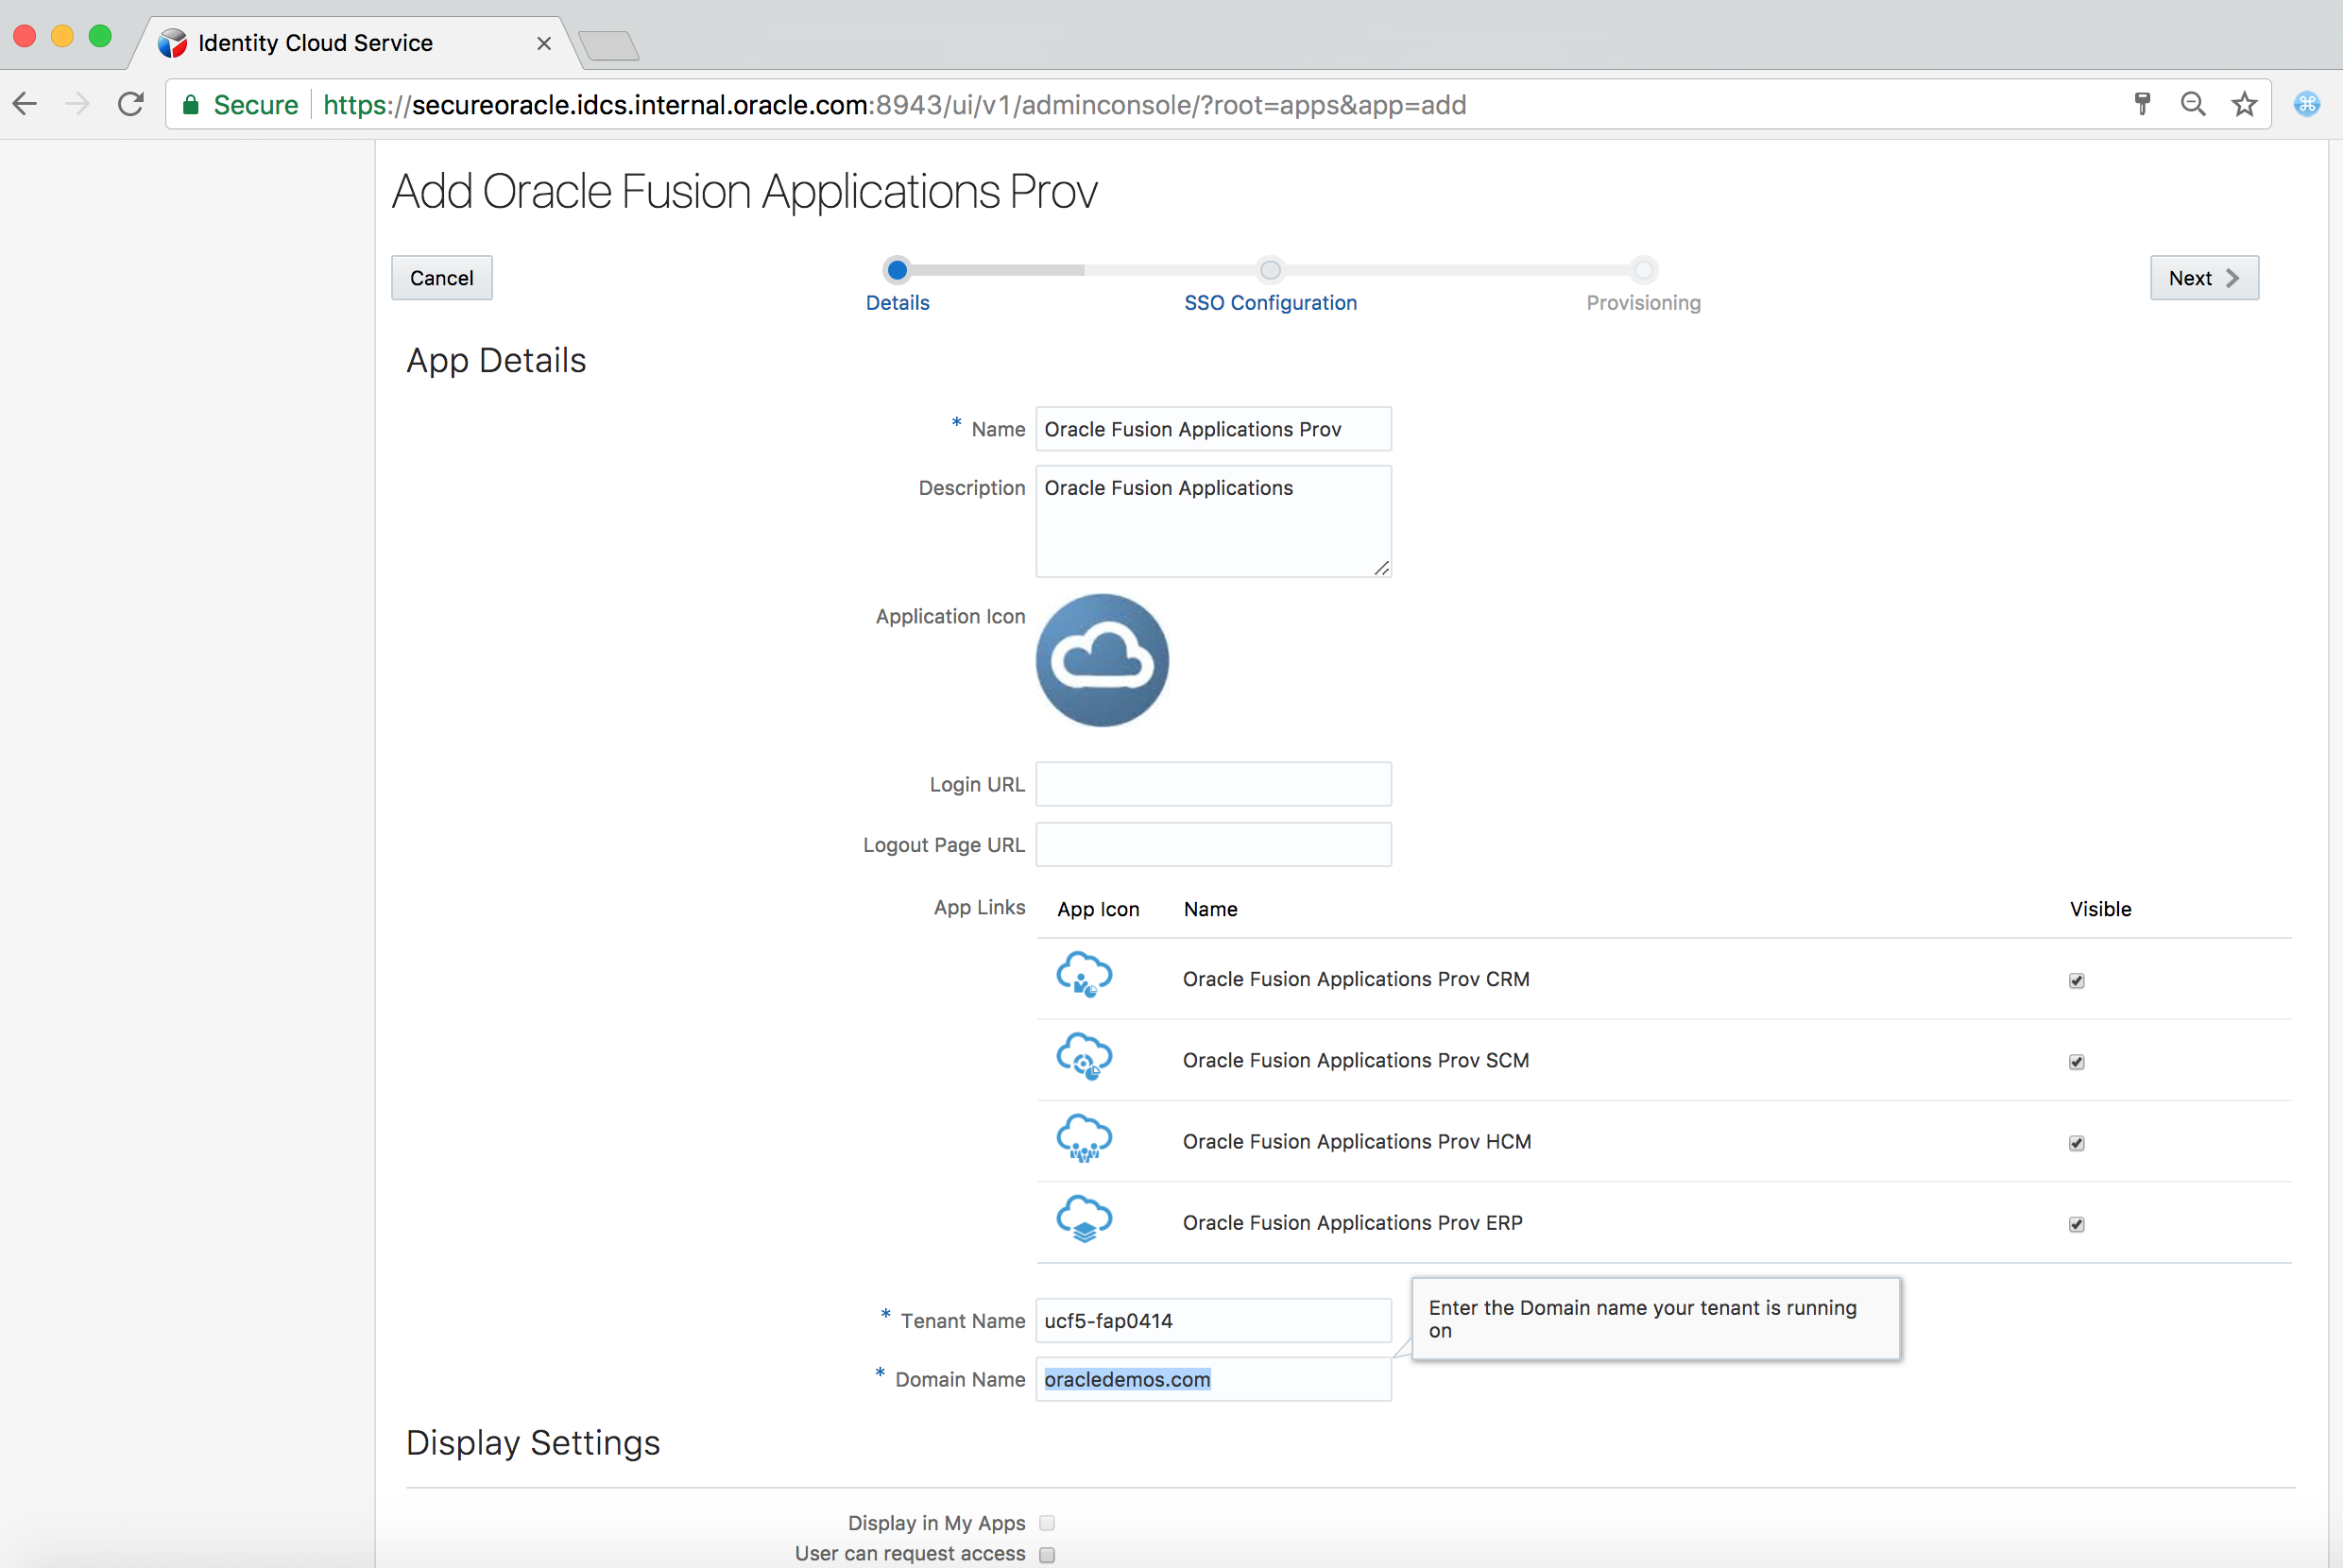 Identity Cloud Service
Secure https://secureoracle.idcs.internal.oracle.com:8943/ui/v1/adminconsole/?root=apps&app=add
Add Oracle Fusion Applications Prov
Cancel
Details
SSO Configuration
Provisioning
Next
App Details
* Name Oracle Fusion Applications Prov
Description Oracle Fusion Applications
Application Icon
Login URL
Logout Page URL
App Links App Icon Name Visible
Oracle Fusion Applications Prov CRM
Oracle Fusion Applications Prov SCM
Oracle Fusion Applications Prov HCM
Oracle Fusion Applications Prov ERP
Enter the Domain name your tenant is running
on
* Tenant Name ucf5-fap0414
* Domain Name oracledemos.com
Display Settings
Display in My Apps
User can request access